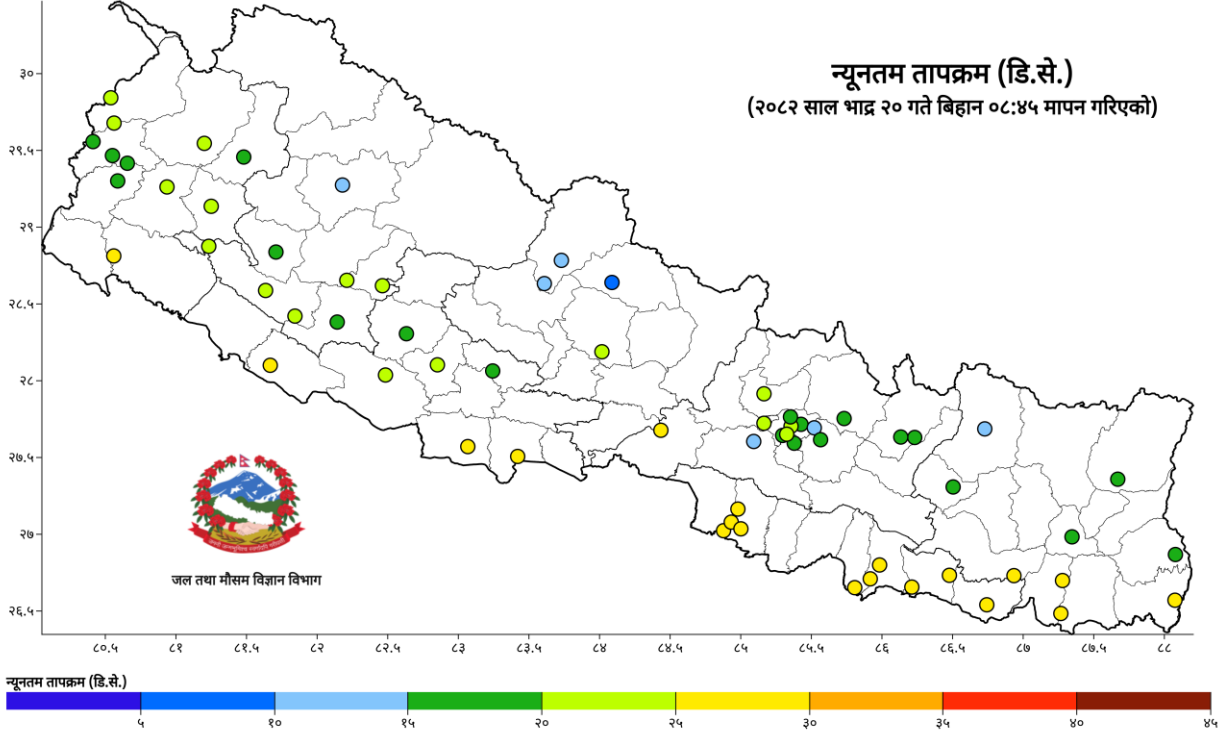 न्यूनतम तापक्रम (डि.से.)
(२०८२ साल भाद्र २० गते बिहान ०८:४५ मापन गरिएको)
३०
२९.५
२९
२८.५
२८
२७.५
२७
२६.५
जल तथा मौसम विज्ञान विभाग
८०.५ ८१ ८१.५ ८२ ८२.५ ८३ ८३.५ ८४ ८४.५ ८५ ८५.५ ८६ ८६.५ ८७ ८७.५ ८८
न्यूनतम तापक्रम (डि.से.)
५ १० १५ २० २५ ३० ३५ ४० ४५